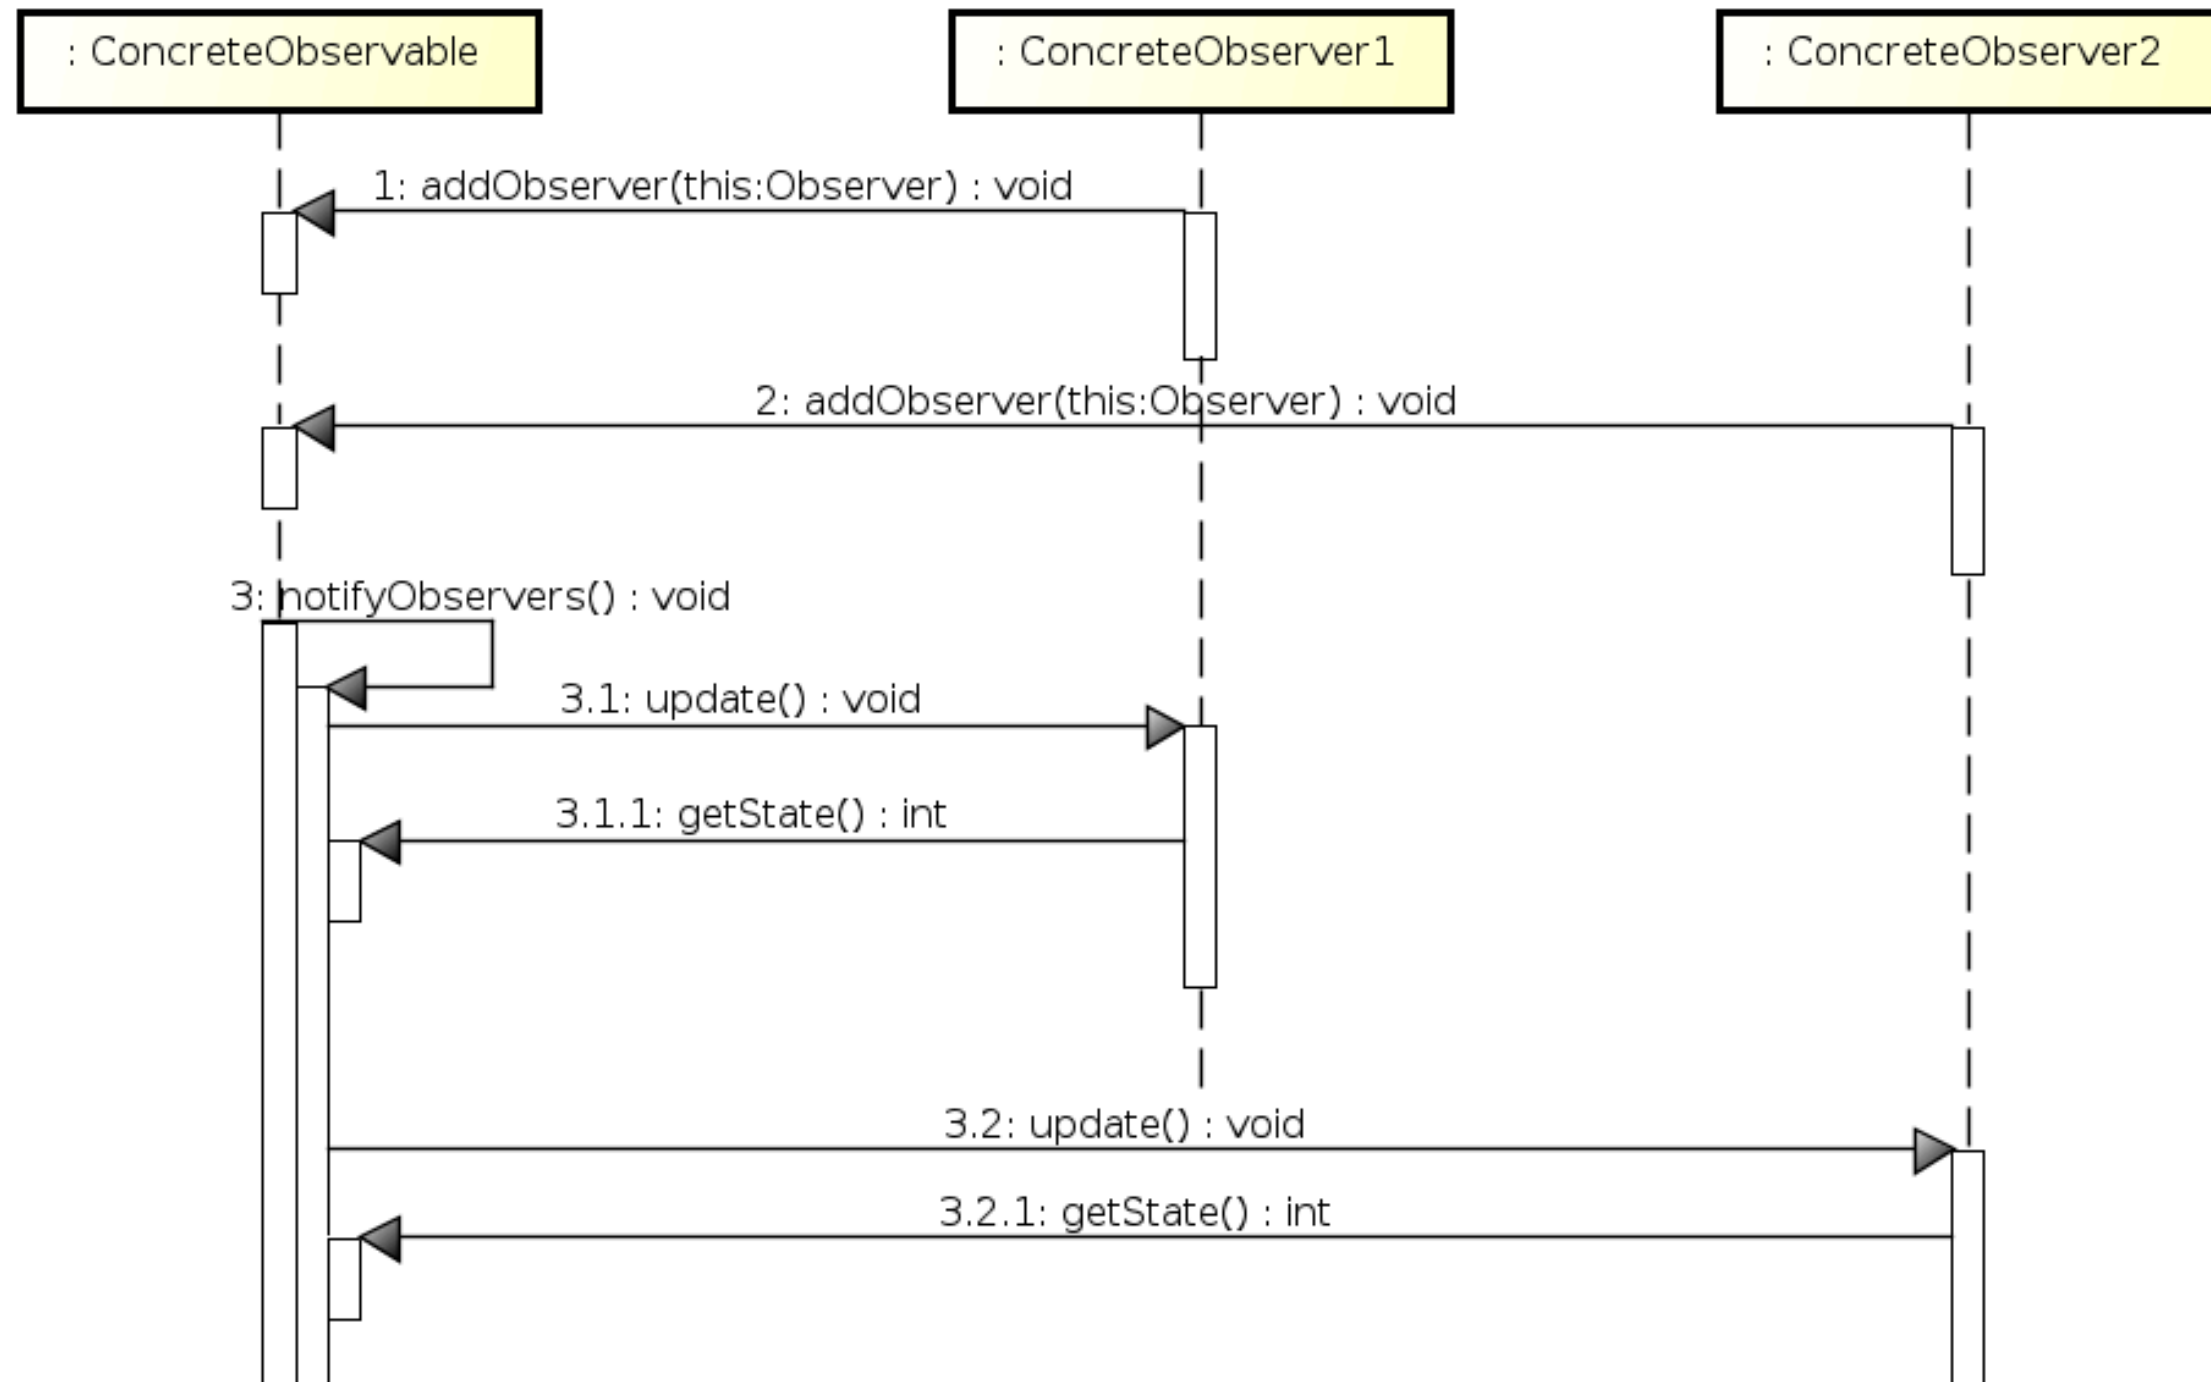 : ConcreteObservable
: ConcreteObserver1
: ConcreteObserver2
1: addObserver(this:Observer) : void
2: addObserver(this:Observer) : void
3: notifyObservers() : void
3.1: update() : void
3.1.1: getState() : int
3.2: update() : void
3.2.1: getState() : int